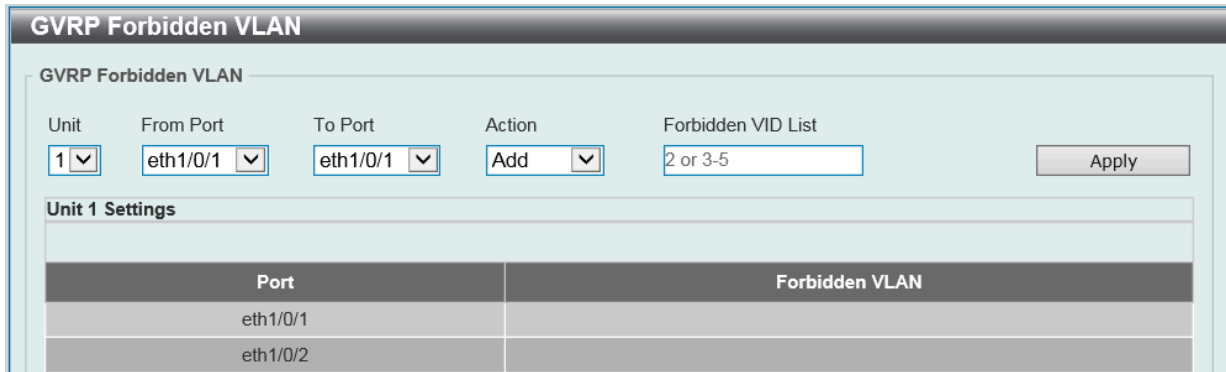 GVRP Forbidden VLAN
GVRP Forbidden VLAN
Unit From Port To Port Action Forbidden VID List
1 eth1/0/1 eth1/0/1 Add 2 or 3-5 Apply
Unit 1 Settings
Port Forbidden VLAN
eth1/0/1
eth1/0/2